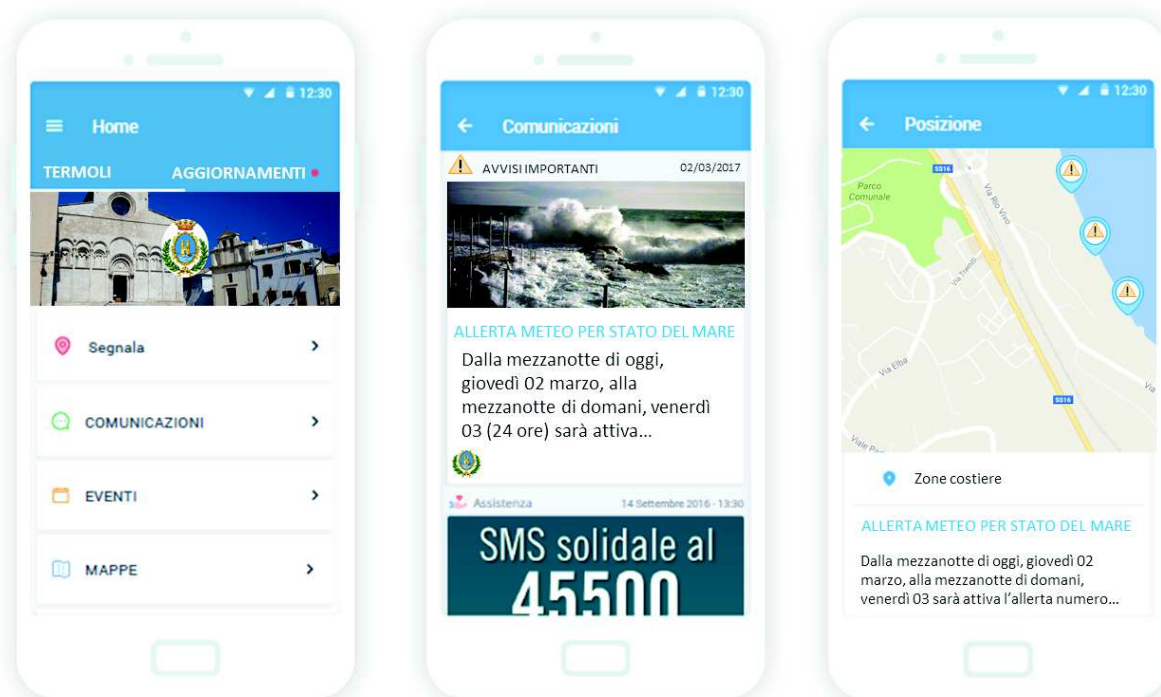 12:30
Home
TERMOLI AGGIORNAMENTI
Segnala
COMUNICAZIONI
EVENTI
MAPPE
12:30
Comunicazioni
AVVISI IMPORTANTI 02/03/2017
ALLERTA METEO PER STATO DEL MARE
Dalla mezzanotte di oggi,
giovedì 02 marzo, alla
mezzanotte di domani, venerdì
03 (24 ore) sarà attiva...
Assistenza 14 Settembre 2016 - 13:30
SMS solidale al
45500
12:30
Posizione
SS16
Parco
Comunale
Via Rio Vivo
Via Tremiti
Via Elba
Via
SS16
Viale
Zone costiere
ALLERTA METEO PER STATO DEL MARE
Dalla mezzanotte di oggi, giovedì 02
marzo, alla mezzanotte di domani,
venerdì 03 sarà attiva l'allerta numero...